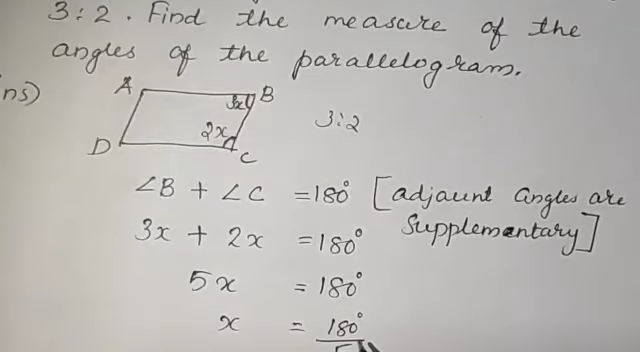 3:2. Find the measure of the
angles of the parallelogram.
ns)
A B
3x
2x 3:2
D C
∠B + ∠C = 180° [adjaunt angles are
3x + 2x = 180° Supplementary]
5x = 180°
x = 180°